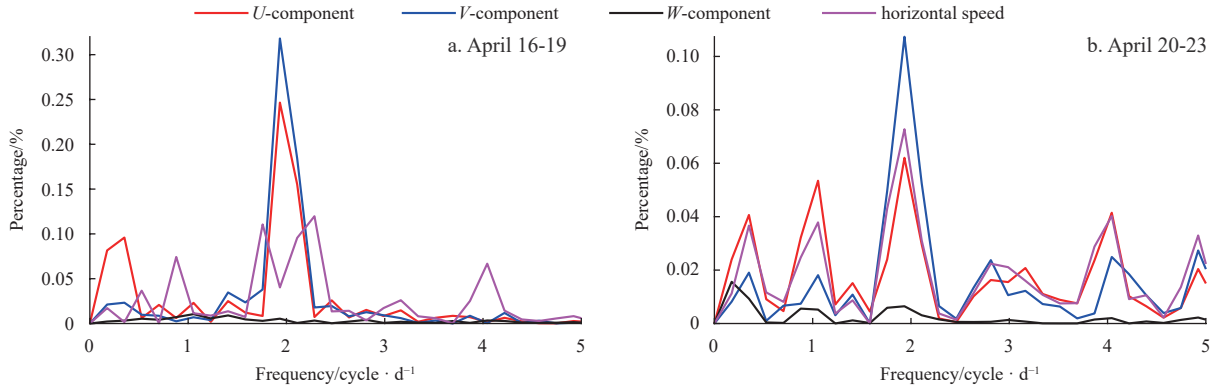 U-component V-component W-component horizontal speed
a. April 16-19
0.30
0.25
0.20
0.15
0.10
0.05
0
Percentage/%
0 1 2 3 4 5
Frequency/cycle · d⁻¹
b. April 20-23
0.10
0.08
0.06
0.04
0.02
0
Percentage/%
0 1 2 3 4 5
Frequency/cycle · d⁻¹